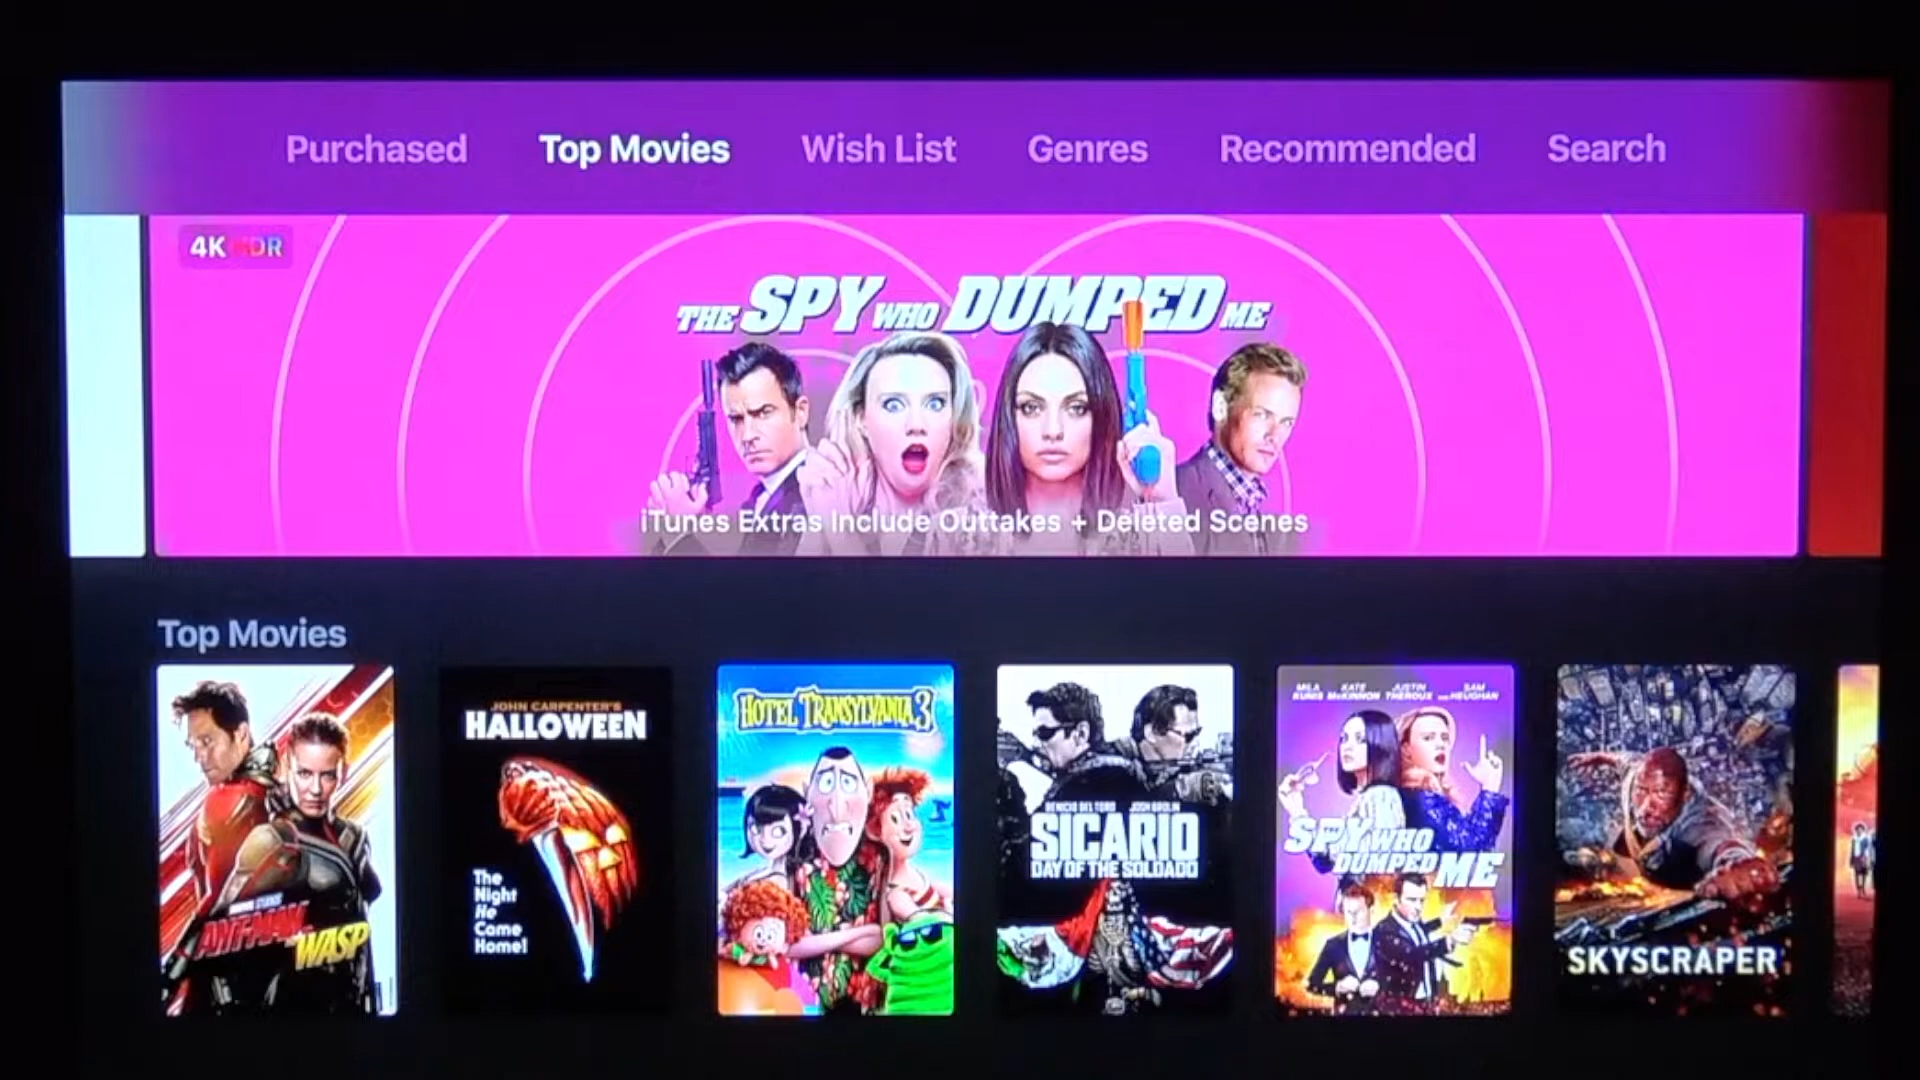 Purchased Top Movies Wish List Genres Recommended Search
4K HDR
THE SPY WHO DUMPED ME
iTunes Extras Include Outtakes + Deleted Scenes
Top Movies
MARVEL STUDIOS
ANT-MAN
WASP
JOHN CARPENTER'S
HALLOWEEN
The
Night
He
Came
Home!
HOTEL TRANSYLVANIA 3
BENICIO DEL TORO JOSH BROLIN
SICARIO
DAY OF THE SOLDADO
MILA KATE JUSTIN SAM
KUNIS McKINNON THEROUX AND HEUGHAN
SPY WHO
DUMPED ME
SKYSCRAPER